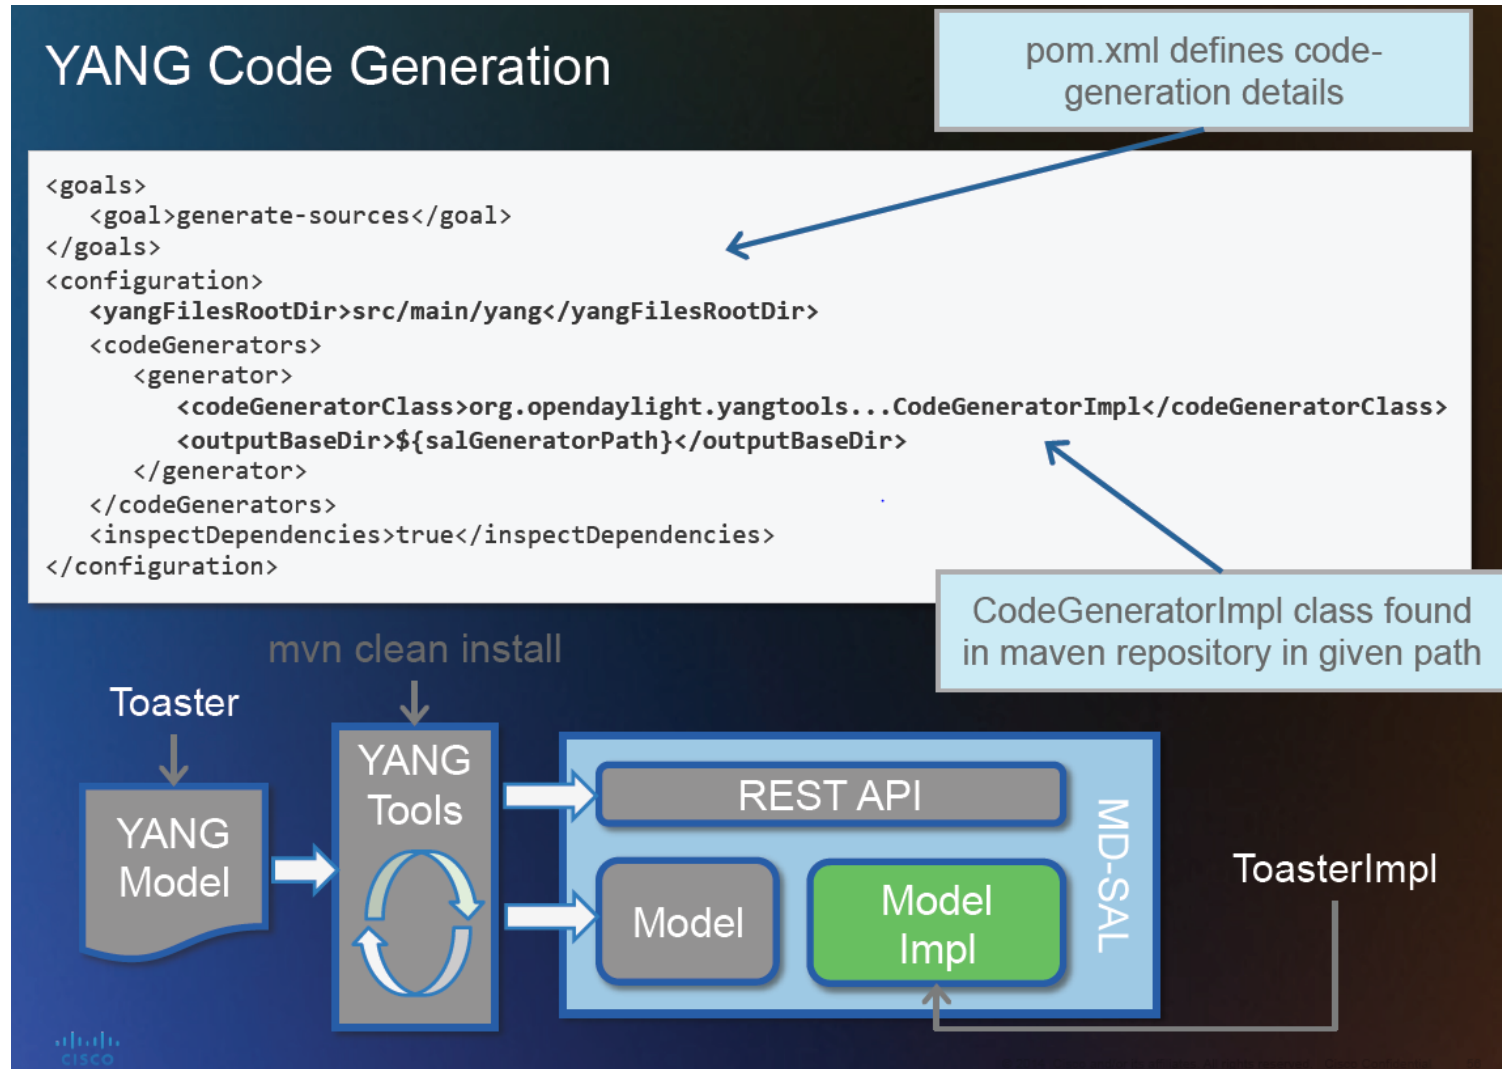 YANG Code Generation
pom.xml defines code-
generation details
<goals>
<goal>generate-sources</goal>
</goals>
<configuration>
<yangFilesRootDir>src/main/yang</yangFilesRootDir>
<codeGenerators>
<generator>
<codeGeneratorClass>org.opendaylight.yangtools...CodeGeneratorImpl</codeGeneratorClass>
<outputBaseDir>${salGeneratorPath}</outputBaseDir>
</generator>
</codeGenerators>
<inspectDependencies>true</inspectDependencies>
</configuration>
CodeGeneratorImpl class found
in maven repository in given path
mvn clean install
Toaster
YANG
Model
YANG
Tools
REST API
Model
Model
Impl
MD-SAL
ToasterImpl
CISCO